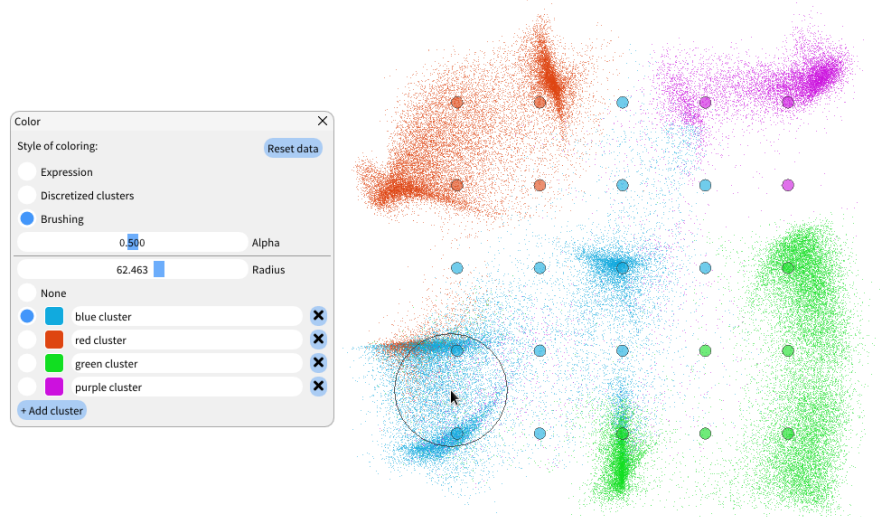 Color
Style of coloring:
Reset data
Expression
Discretized clusters
Brushing
0.500 Alpha
62.463 Radius
None
blue cluster
red cluster
green cluster
purple cluster
+ Add cluster